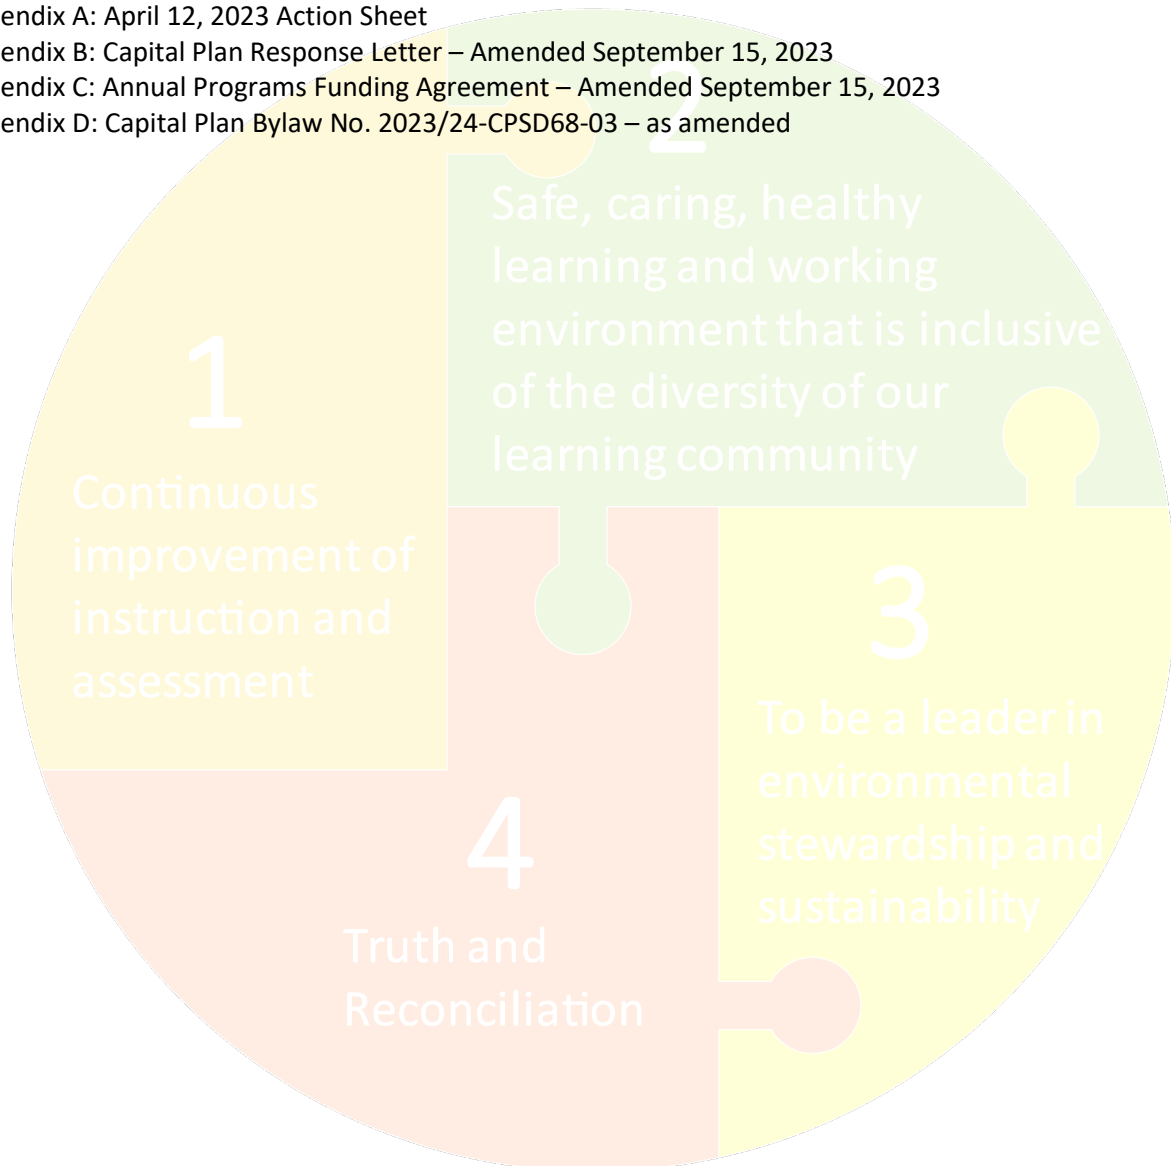 endix A: April 12, 2023 Action Sheet
endix B: Capital Plan Response Letter – Amended September 15, 2023
endix C: Annual Programs Funding Agreement – Amended September 15, 2023
endix D: Capital Plan Bylaw No. 2023/24-CPSD68-03 – as amended
2
Safe, caring, healthy
learning and working
environment that is inclusive
of the diversity of our
learning community
1
Continuous
improvement of
instruction and
assessment
3
To be a leader in
environmental
stewardship and
sustainability
4
Truth and
Reconciliation